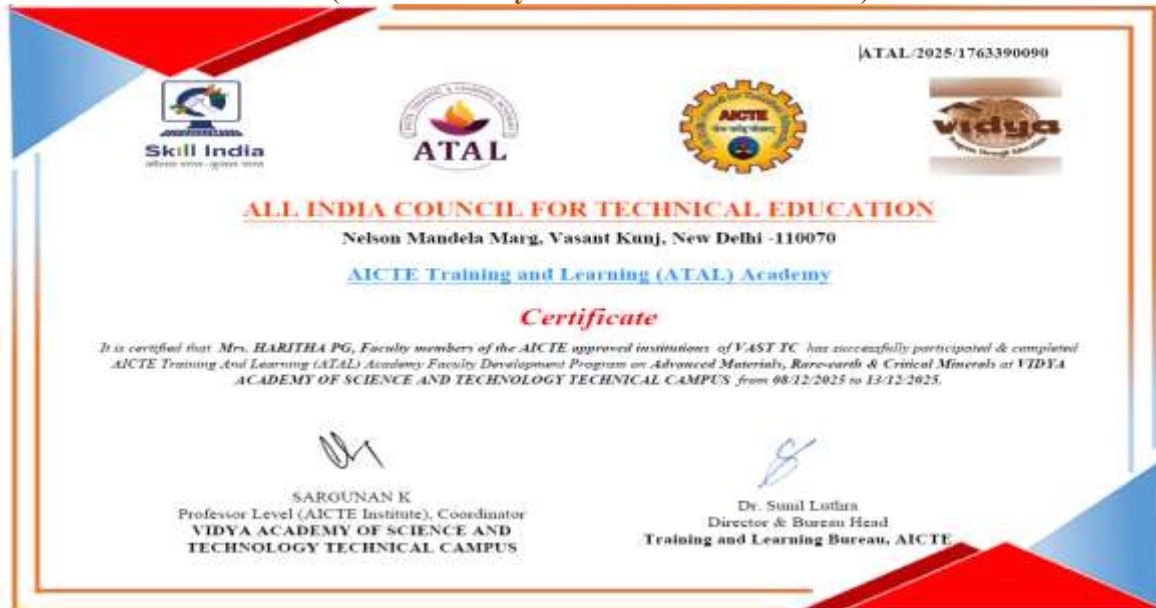 ATAL/2025/1763390090
Skill India
ATAL
AICTE
vidya
Progress Through Education
ALL INDIA COUNCIL FOR TECHNICAL EDUCATION
Nelson Mandela Marg, Vasant Kunj, New Delhi -110070
AICTE Training and Learning (ATAL) Academy
Certificate
It is certified that Mrs. HARITHA PG, Faculty members of the AICTE approved institutions of VAST TC has successfully participated & completed
AICTE Training And Learning (ATAL) Academy Faculty Development Program on Advanced Materials, Rare-earth & Critical Minerals at VIDYA
ACADEMY OF SCIENCE AND TECHNOLOGY TECHNICAL CAMPUS from 08/12/2025 to 13/12/2025.
SARGUNAN K
Professor Level (AICTE Institute), Coordinator
VIDYA ACADEMY OF SCIENCE AND
TECHNOLOGY TECHNICAL CAMPUS
Dr. Sunil Luthra
Director & Bureau Head
Training and Learning Bureau, AICTE